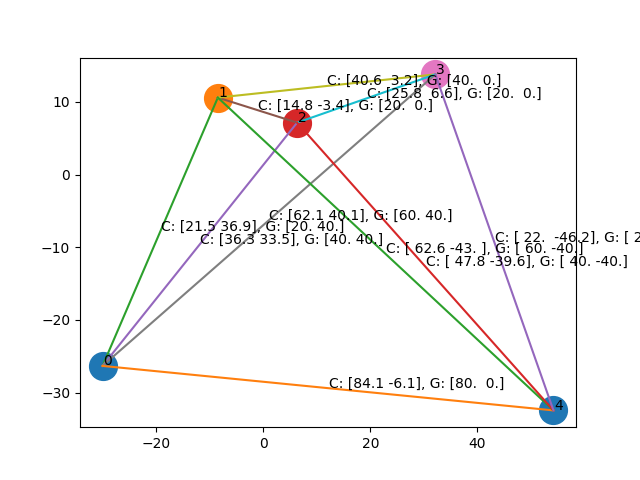 3
C: [40.6  3.2], G: [40.  0.]
1
C: [25.8  6.6], G: [20.  0.]
10
C: [14.8 -3.4], G: [20.  0.]
2
0
C: [62.1 40.1], G: [60. 40.]
C: [21.5 36.9], G: [20. 40.]
C: [ 22.  -46.2], G: [ 2
C: [36.3 33.5], G: [40. 40.]
−10
C: [ 62.6 -43. ], G: [ 60. -40.]
C: [ 47.8 -39.6], G: [ 40. -40.]
−20
0
C: [84.1 -6.1], G: [80.  0.]
−30
4
−20
0
20
40